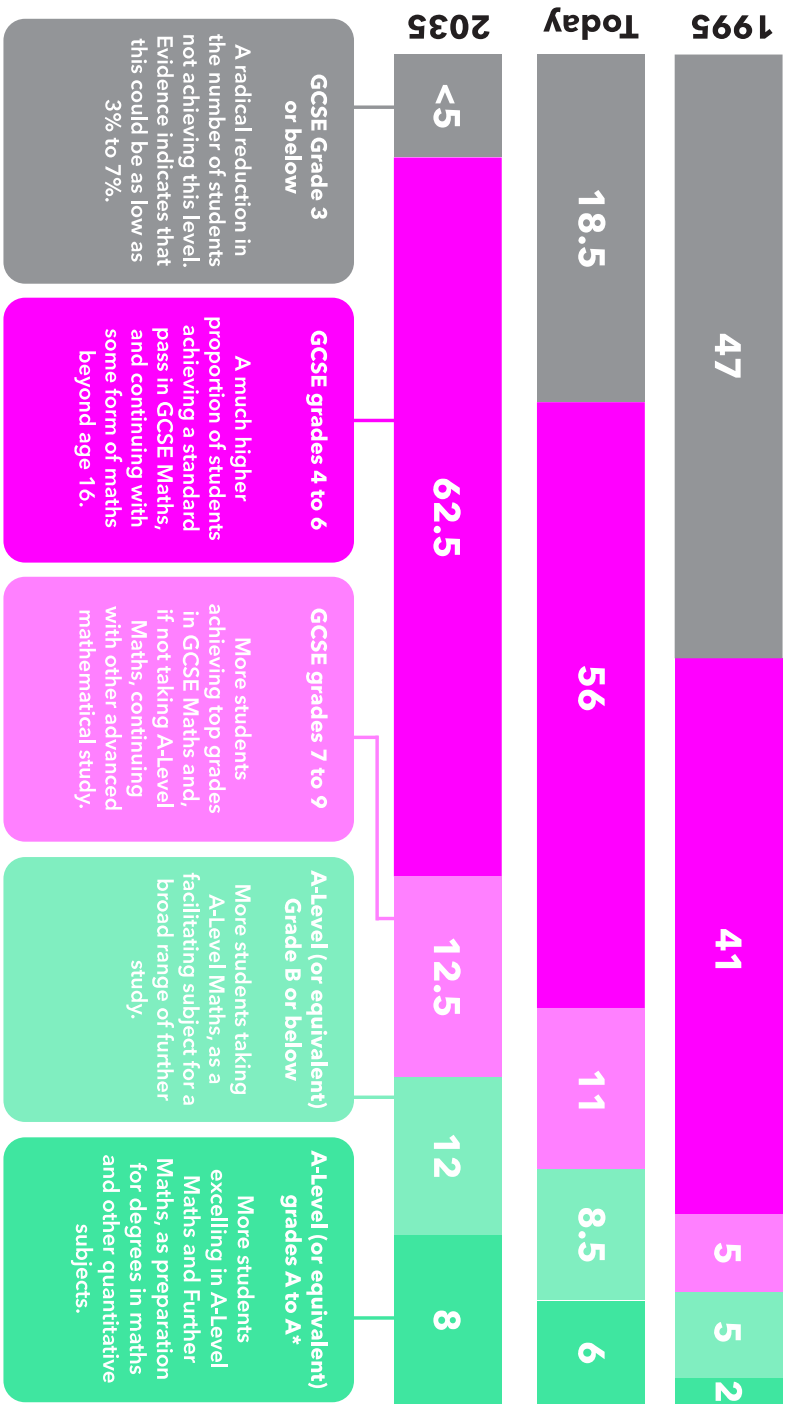 1995 47 41 5 5 2
Today 18.5 56 11 8.5 6
2035 <5 62.5 12.5 12 8
GCSE Grade 3
or below
A radical reduction in
the number of students
not achieving this level.
Evidence indicates that
this could be as low as
3% to 7%.
GCSE grades 4 to 6
A much higher
proportion of students
achieving a standard
pass in GCSE Maths,
and continuing with
some form of maths
beyond age 16.
GCSE grades 7 to 9
More students
achieving top grades
in GCSE Maths and,
if not taking A-Level
Maths, continuing
with other advanced
mathematical study.
A-Level (or equivalent)
Grade B or below
More students taking
A-Level Maths, as a
facilitating subject for a
broad range of further
study.
A-Level (or equivalent)
grades A to A*
More students
excelling in A-Level
Maths and Further
Maths, as preparation
for degrees in maths
and other quantitative
subjects.